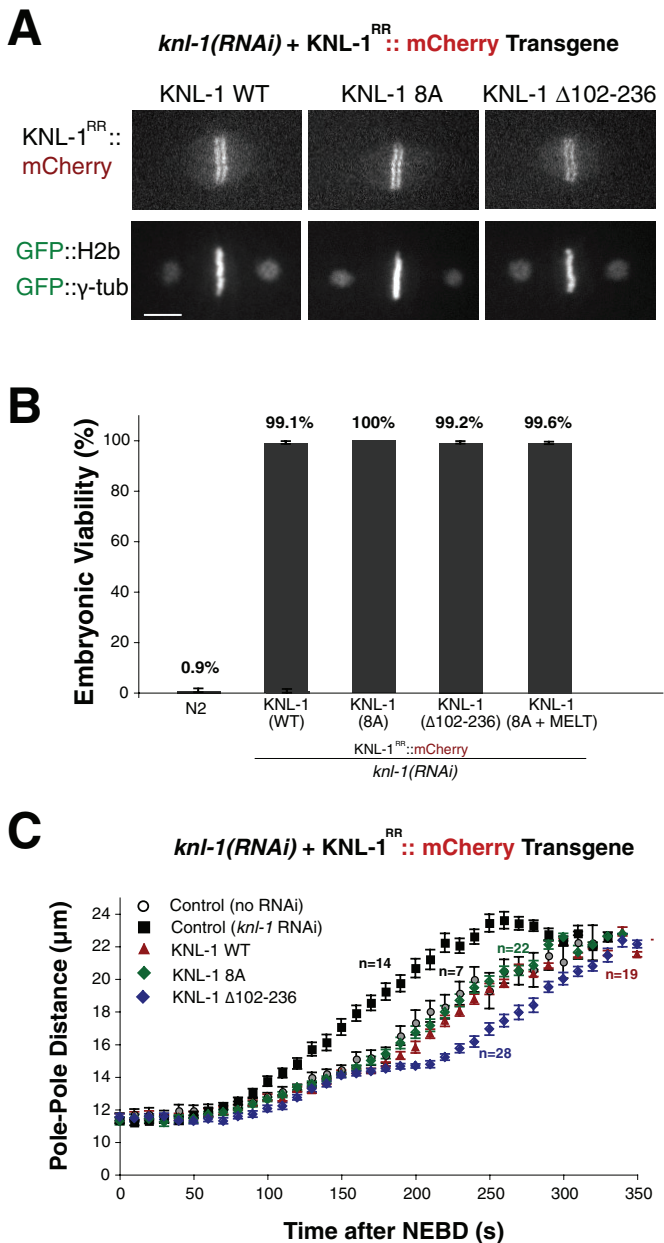 A
knl-1(RNAi) + KNL-1RR:: mCherry Transgene
KNL-1 WT KNL-1 8A KNL-1 Δ102-236
KNL-1RR::
mCherry
GFP::H2b
GFP::γ-tub
B
Embryonic Viability (%)
100
80
60
40
20
0
0.9%
99.1%
100%
99.2%
99.6%
N2
KNL-1
(WT)
KNL-1
(8A)
KNL-1
(Δ102-236)
KNL-1
(8A + MELT)
KNL-1RR::mCherry
knl-1(RNAi)
C
knl-1(RNAi) + KNL-1RR:: mCherry Transgene
Pole-Pole Distance (μm)
24
22
20
18
16
14
12
10
8
0
Control (no RNAi)
Control (knl-1 RNAi)
KNL-1 WT
KNL-1 8A
KNL-1 Δ102-236
n=14
n=7
n=22
n=19
n=28
0 50 100 150 200 250 300 350
Time after NEBD (s)